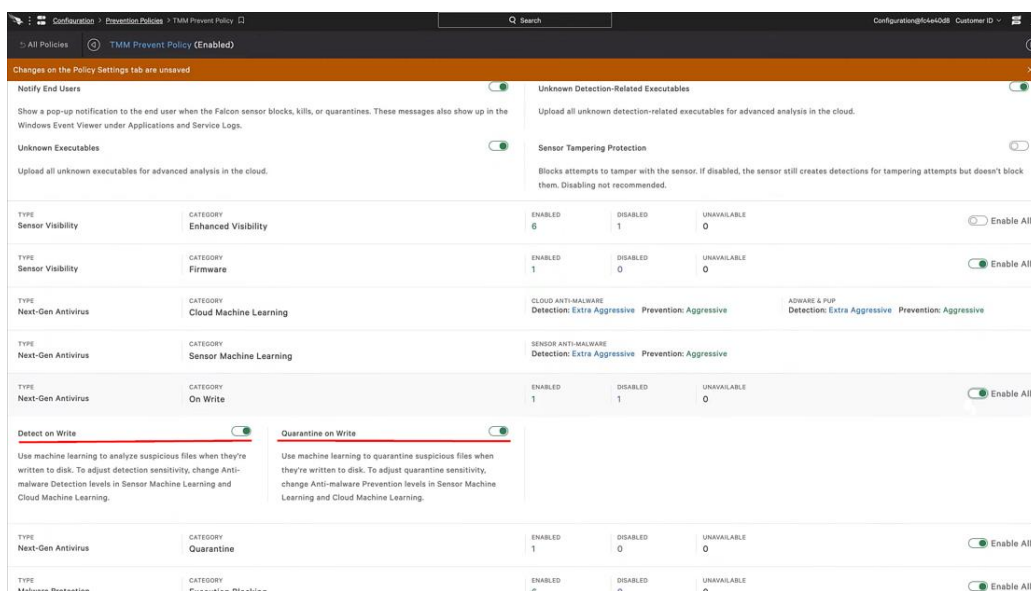 Configuration > Prevention Policies > TMM Prevent Policy
Search
Configuration@fc4e40d8 Customer ID
All Policies
TMM Prevent Policy (Enabled)
Changes on the Policy Settings tab are unsaved
Notify End Users
Show a pop-up notification to the end user when the Falcon sensor blocks, kills, or quarantines. These messages also show up in the
Windows Event Viewer under Applications and Service Logs.
Unknown Detection-Related Executables
Upload all unknown detection-related executables for advanced analysis in the cloud.
Unknown Executables
Upload all unknown executables for advanced analysis in the cloud.
Sensor Tampering Protection
Blocks attempts to tamper with the sensor. If disabled, the sensor still creates detections for tampering attempts but doesn't block
them. Disabling not recommended.
TYPE CATEGORY ENABLED DISABLED UNAVAILABLE
Sensor Visibility Enhanced Visibility 6 1 0 Enable All
TYPE CATEGORY ENABLED DISABLED UNAVAILABLE
Sensor Visibility Firmware 1 0 0 Enable All
TYPE CATEGORY CLOUD ANTI-MALWARE ADWARE & PUP
Next-Gen Antivirus Cloud Machine Learning Detection: Extra Aggressive Prevention: Aggressive Detection: Extra Aggressive Prevention: Aggressive
TYPE CATEGORY SENSOR ANTI-MALWARE
Next-Gen Antivirus Sensor Machine Learning Detection: Extra Aggressive Prevention: Aggressive
TYPE CATEGORY ENABLED DISABLED UNAVAILABLE
Next-Gen Antivirus On Write 1 1 0 Enable All
Detect on Write
Use machine learning to analyze suspicious files when they're
written to disk. To adjust detection sensitivity, change Anti-
malware Detection levels in Sensor Machine Learning and
Cloud Machine Learning.
Quarantine on Write
Use machine learning to quarantine suspicious files when
they're written to disk. To adjust quarantine sensitivity,
change Anti-malware Prevention levels in Sensor Machine
Learning and Cloud Machine Learning.
TYPE CATEGORY ENABLED DISABLED UNAVAILABLE
Next-Gen Antivirus Quarantine 1 0 0 Enable All
TYPE CATEGORY ENABLED DISABLED UNAVAILABLE
Malware Protection Execution Blocking 6 0 0 Enable All